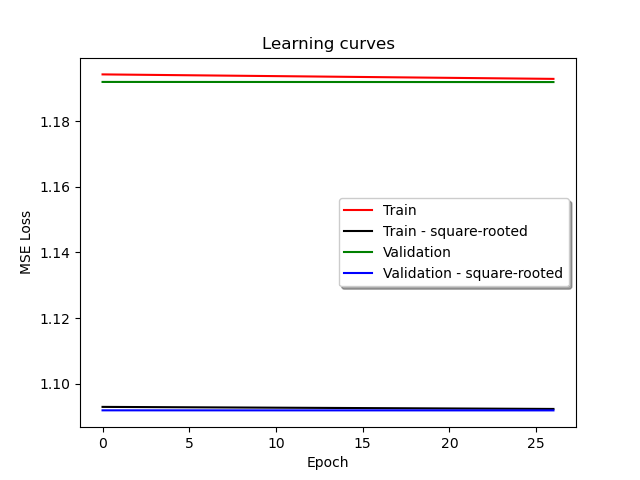 Learning curves
MSE Loss
1.18
1.16
1.14
1.12
1.10
Train
Train - square-rooted
Validation
Validation - square-rooted
0 5 10 15 20 25
Epoch